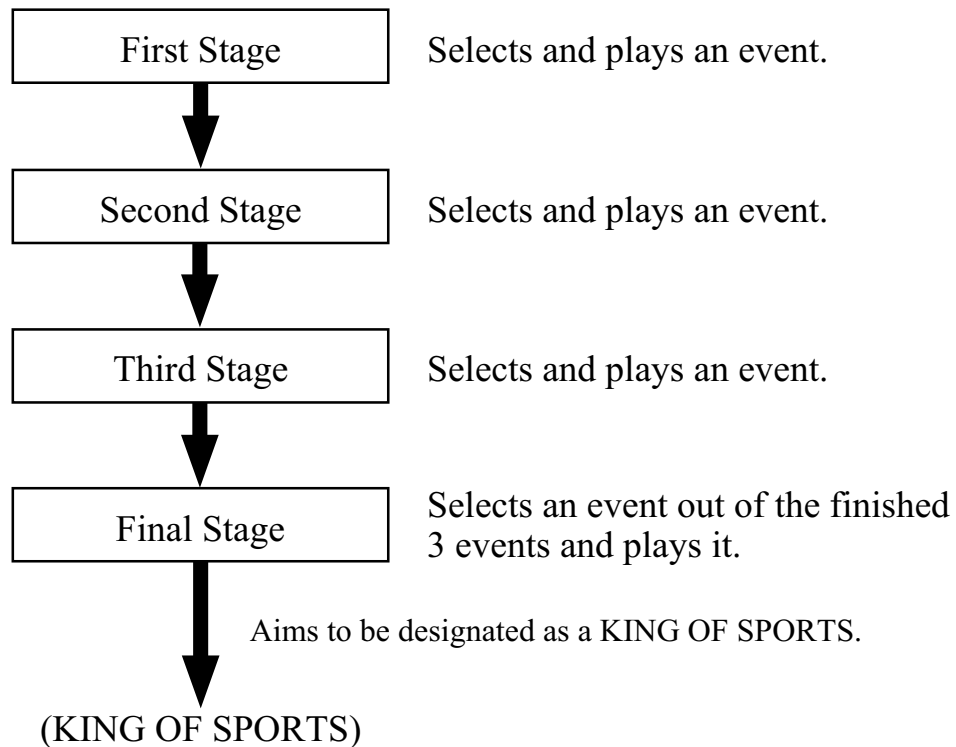 First Stage
Selects and plays an event.
Second Stage
Selects and plays an event.
Third Stage
Selects and plays an event.
Final Stage
Selects an event out of the finished
3 events and plays it.
Aims to be designated as a KING OF SPORTS.
(KING OF SPORTS)